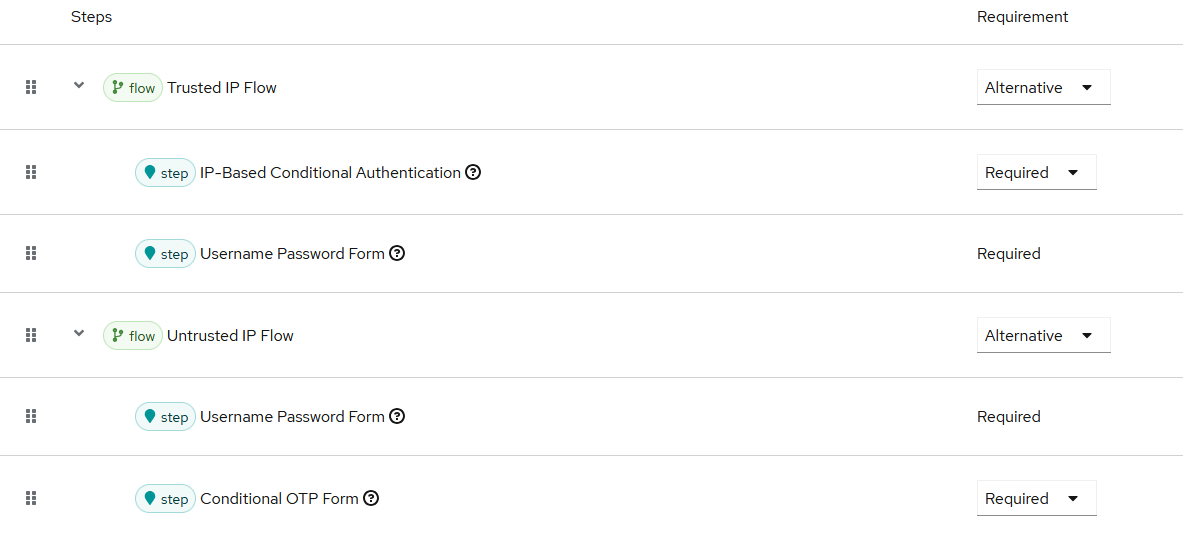 Steps Requirement
flow Trusted IP Flow Alternative
step IP-Based Conditional Authentication Required
step Username Password Form Required
flow Untrusted IP Flow Alternative
step Username Password Form Required
step Conditional OTP Form Required